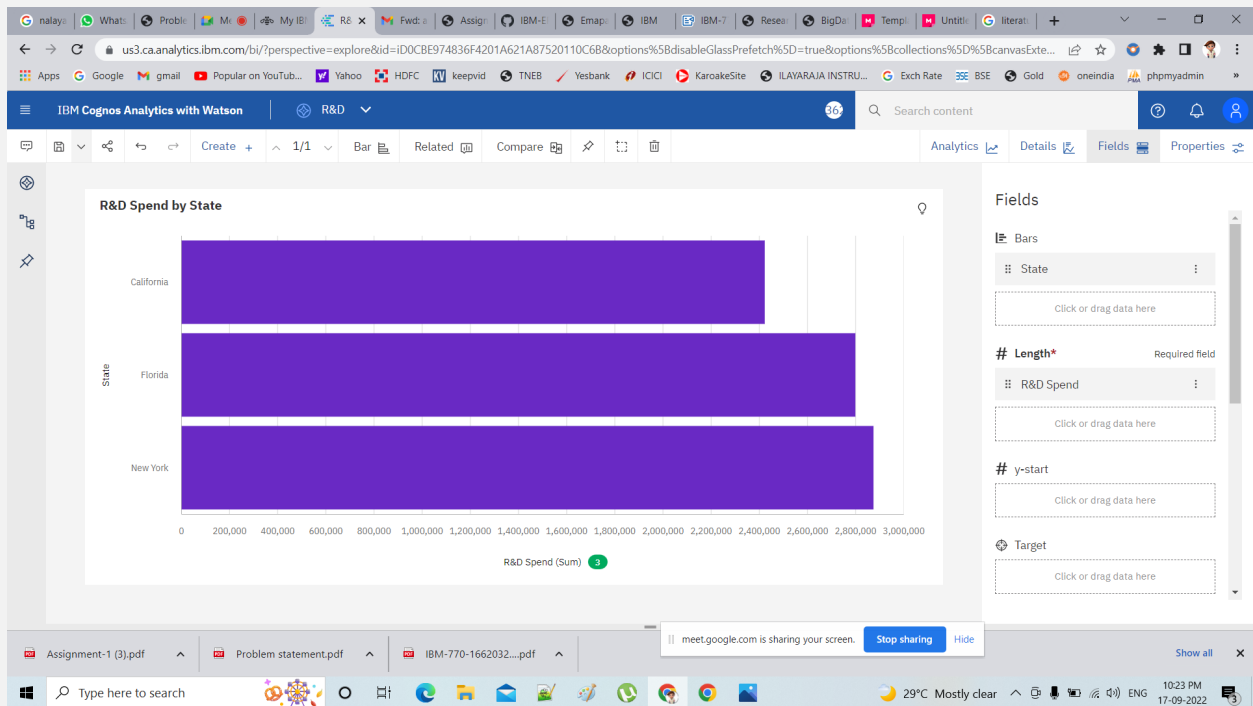 nalaya
Whats
Proble
Me
My IBM
R&
Fwd: a
Assign
IBM-E
Emapa
IBM
IBM-7
Resear
BigDat
Templ
Untitle
literatu
us3.ca.analytics.ibm.com/bi/?perspective=explore&id=iD0CBE974836F4201A621A87520110C6B&options%5BdisableGlassPrefetch%5D=true&options%5Bcollections%5D%5BcanvasExte...
Apps
Google
gmail
Popular on YouTub...
Yahoo
HDFC
KV keepvid
TNEB
Yesbank
ICICI
KaroakeSite
ILAYARAJA INSTRU...
Exch Rate
BSE BSE
Gold
oneindia
phpmyadmin
»
IBM Cognos Analytics with Watson
R&D
Search content
Create +
1/1
Bar
Related
Compare
Analytics
Details
Fields
Properties
R&D Spend by State
California
Florida
New York
State
0 200,000 400,000 600,000 800,000 1,000,000 1,200,000 1,400,000 1,600,000 1,800,000 2,000,000 2,200,000 2,400,000 2,600,000 2,800,000 3,000,000
R&D Spend (Sum) 3
Fields
Bars
State
Click or drag data here
# Length* Required field
R&D Spend
Click or drag data here
# y-start
Click or drag data here
Target
Click or drag data here
meet.google.com is sharing your screen. Stop sharing Hide
Assignment-1 (3).pdf
Problem statement.pdf
IBM-770-1662032....pdf
Show all
Type here to search
29°C Mostly clear
ENG
10:23 PM
17-09-2022
3